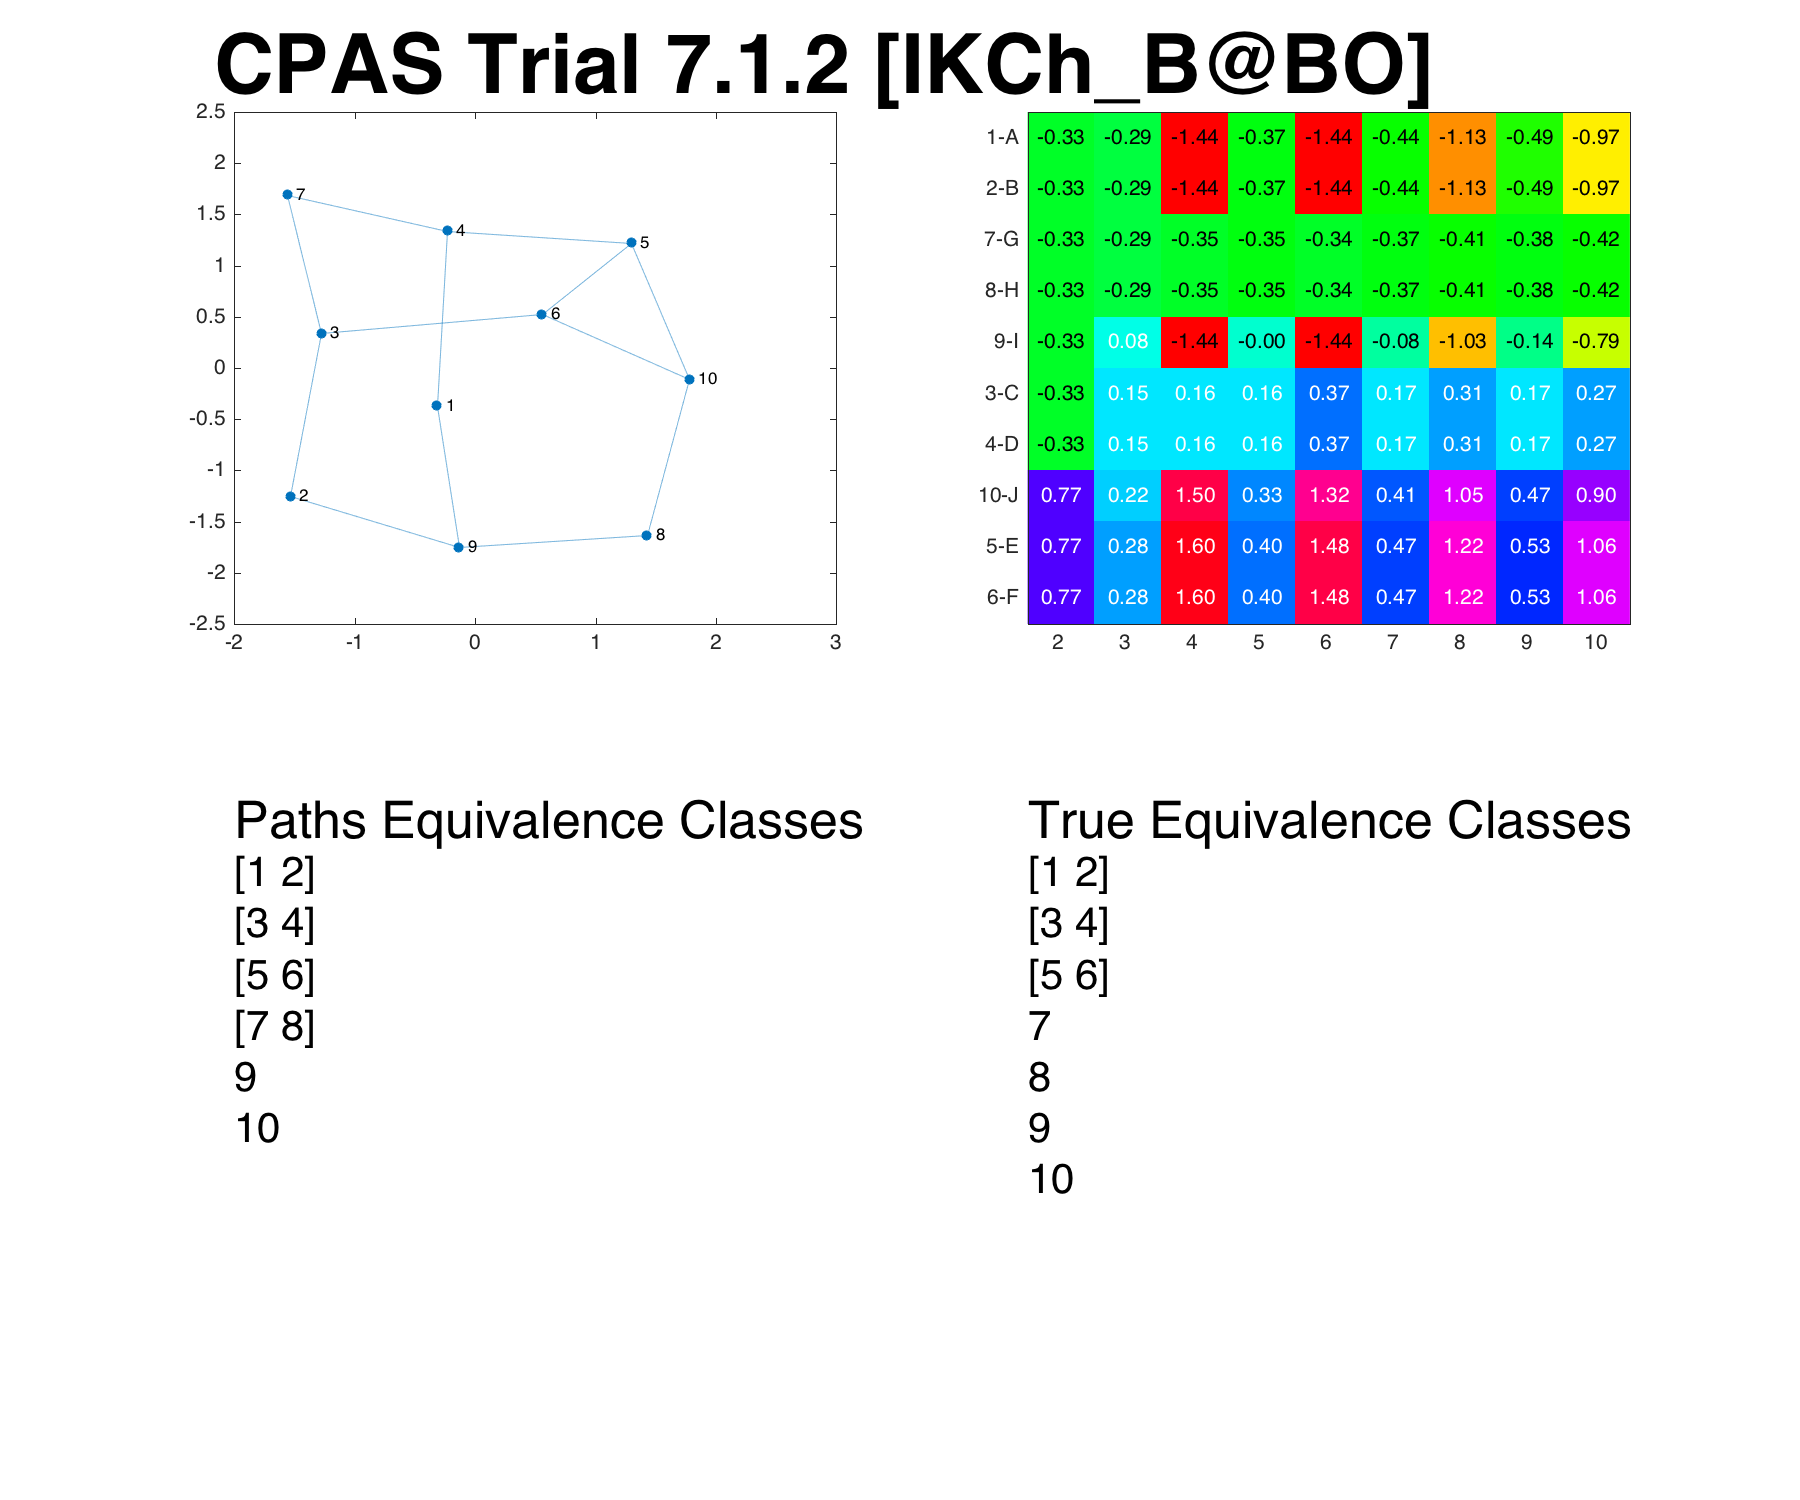 CPAS Trial 7.1.2 [IKCh_B@BO]
2.5
2
1.5
1
0.5
0
-0.5
-1
-1.5
-2
-2.5
-2 -1 0 1 2 3
7
4
5
6
3
10
1
2
9
8
1-A -0.33 -0.29 -1.44 -0.37 -1.44 -0.44 -1.13 -0.49 -0.97
2-B -0.33 -0.29 -1.44 -0.37 -1.44 -0.44 -1.13 -0.49 -0.97
7-G -0.33 -0.29 -0.35 -0.35 -0.34 -0.37 -0.41 -0.38 -0.42
8-H -0.33 -0.29 -0.35 -0.35 -0.34 -0.37 -0.41 -0.38 -0.42
9-I -0.33 0.08 -1.44 -0.00 -1.44 -0.08 -1.03 -0.14 -0.79
3-C -0.33 0.15 0.16 0.16 0.37 0.17 0.31 0.17 0.27
4-D -0.33 0.15 0.16 0.16 0.37 0.17 0.31 0.17 0.27
10-J 0.77 0.22 1.50 0.33 1.32 0.41 1.05 0.47 0.90
5-E 0.77 0.28 1.60 0.40 1.48 0.47 1.22 0.53 1.06
6-F 0.77 0.28 1.60 0.40 1.48 0.47 1.22 0.53 1.06
2 3 4 5 6 7 8 9 10
Paths Equivalence Classes
[1 2]
[3 4]
[5 6]
[7 8]
9
10
True Equivalence Classes
[1 2]
[3 4]
[5 6]
7
8
9
10